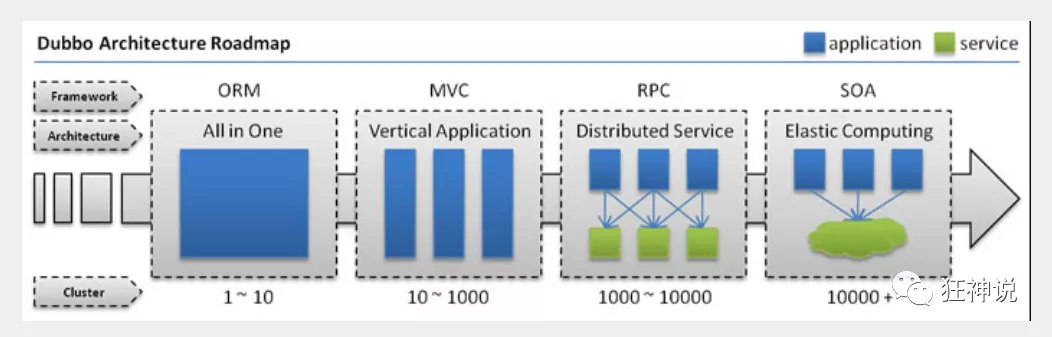 Dubbo Architecture Roadmap
application
service
Framework
ORM
MVC
RPC
SOA
Architecture
All in One
Vertical Application
Distributed Service
Elastic Computing
Cluster
1 ~ 10
10 ~ 1000
1000 ~ 10000
10000 +
狂神说